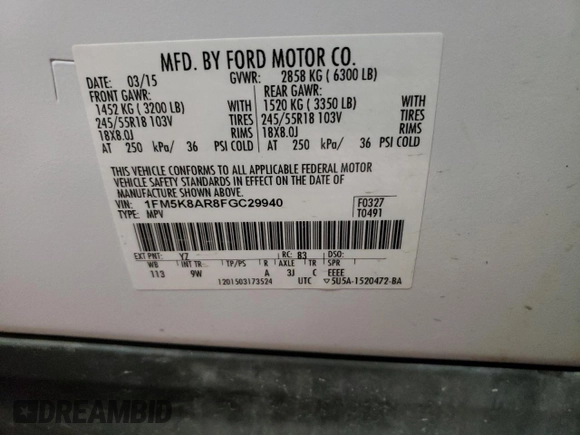 MFD. BY FORD MOTOR CO.
DATE: 03/15 GVWR: 2858 KG ( 6300 LB)
FRONT GAWR: REAR GAWR:
1452 KG ( 3200 LB) WITH 1520 KG ( 3350 LB) WITH
245/55R18 103V TIRES 245/55R18 103V TIRES
18X8.0J RIMS 18X8.0J RIMS
AT 250 kPa/ 36 PSI COLD AT 250 kPa/ 36 PSI COLD
THIS VEHICLE CONFORMS TO ALL APPLICABLE FEDERAL MOTOR
VEHICLE SAFETY STANDARDS IN EFFECT ON THE DATE OF
MANUFACTURE SHOWN ABOVE.
VIN: 1FM5K8AR8FGC29940 F0327
TYPE: MPV T0491
EXT PNT: YZ RC: 83 DSO:
WB INT TR TP/PS R AXLE TR SPR
113 9W A 3J C EEEE
1201503173524 UTC ▽5U5A-1520472-BA
DREAMBID